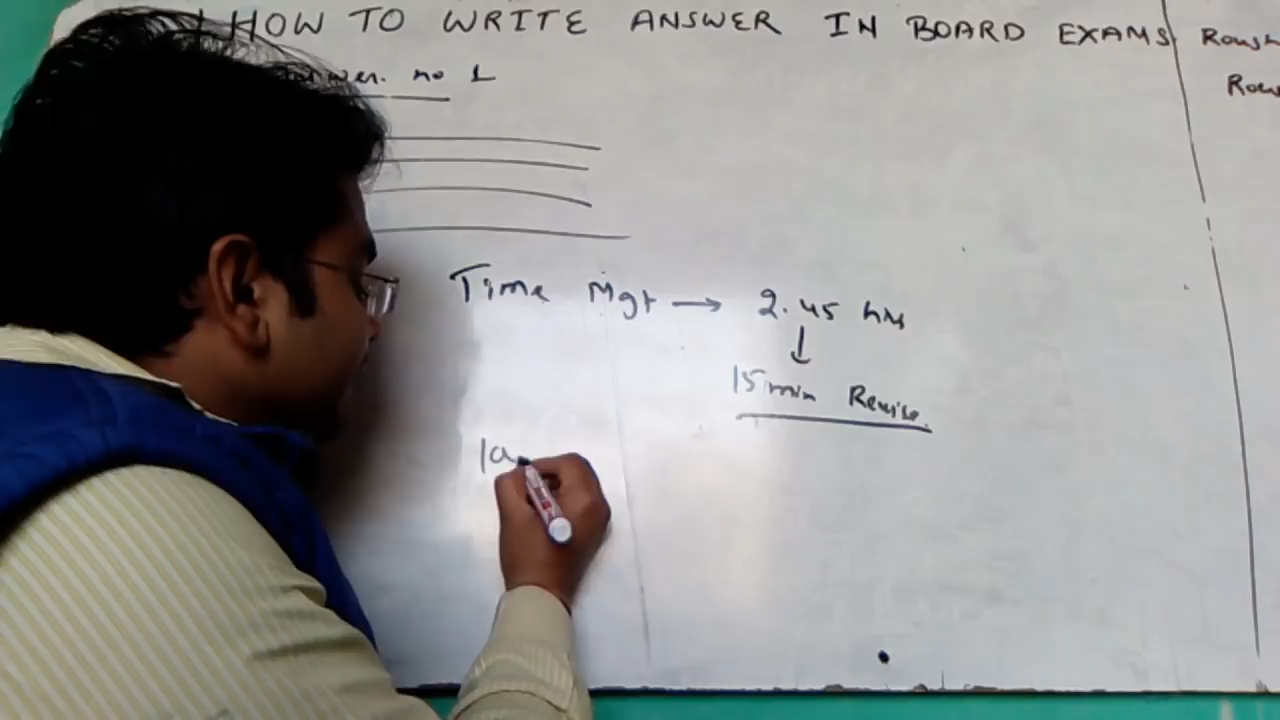 HOW TO WRITE ANSWER IN BOARD EXAMS
no 1
Time Mgt → 2.45 hrs
15 min Revise